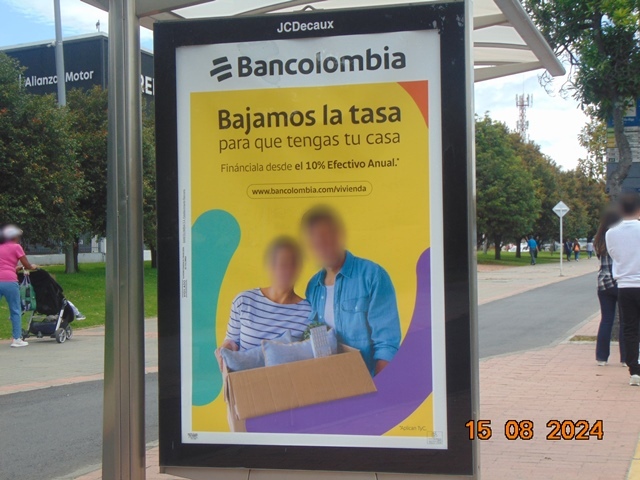 JCDecaux
Alianza Motor
Bancolombia
Bajamos la tasa
para que tengas tu casa
Finánciala desde el 10% Efectivo Anual.*
www.bancolombia.com/vivienda
15 08 2024